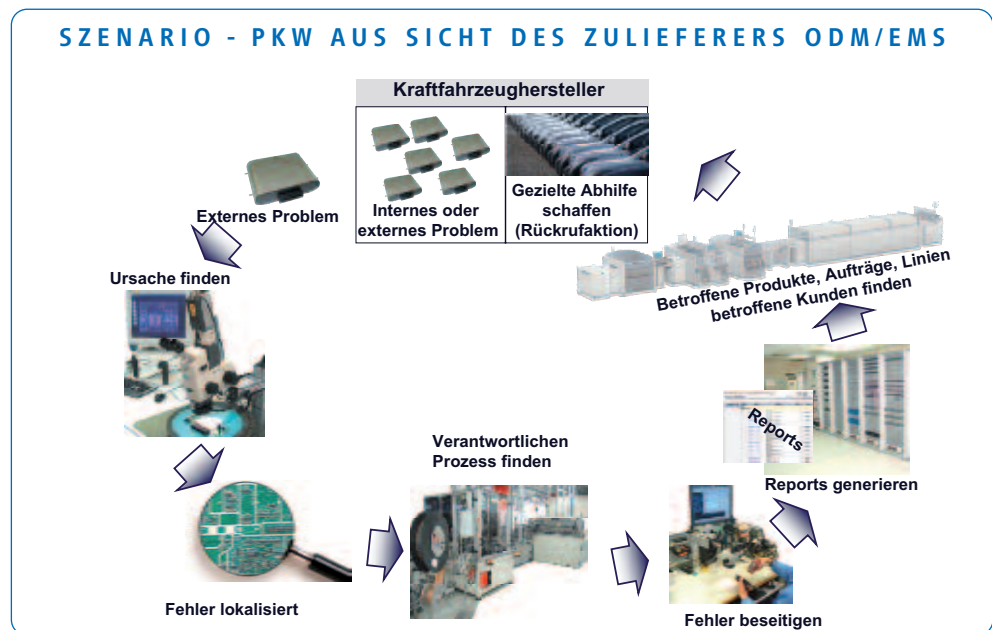 SZENARIO - PKW AUS SICHT DES ZULIEFERERS ODM/EMS
Kraftfahrzeughersteller
Internes oder
externes Problem
Gezielte Abhilfe
schaffen
(Rückrufaktion)
Externes Problem
Ursache finden
Fehler lokalisiert
Verantwortlichen
Prozess finden
Fehler beseitigen
Reports
Reports generieren
Betroffene Produkte, Aufträge, Linien
betroffene Kunden finden